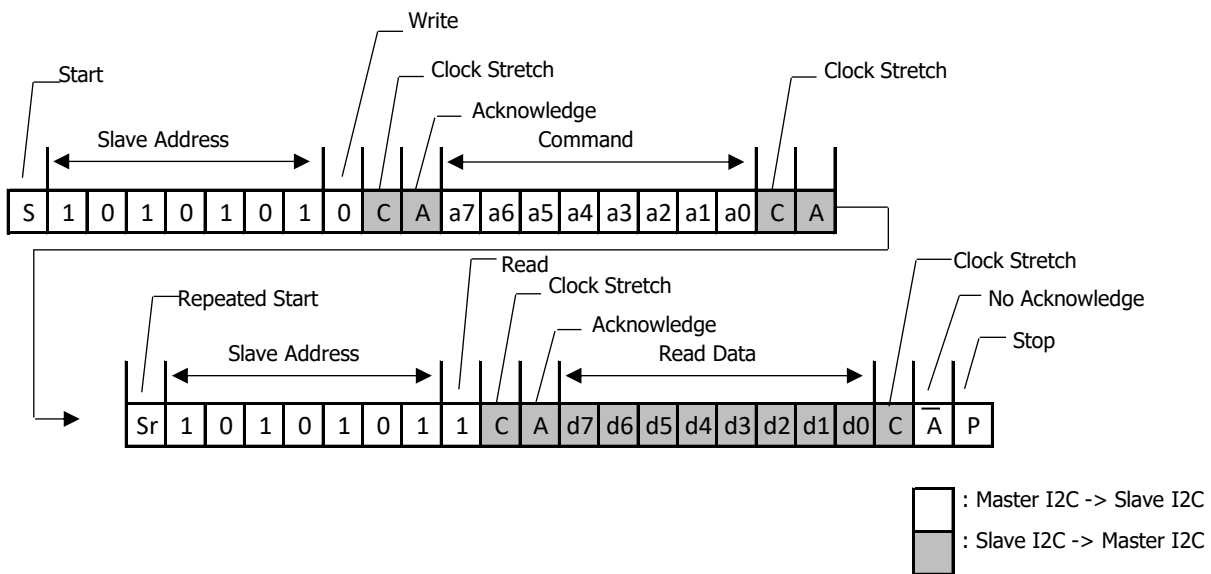 Write
Start
Clock Stretch
Clock Stretch
Acknowledge
Slave Address
Command
S 1 0 1 0 1 0 1 0 C A a7 a6 a5 a4 a3 a2 a1 a0 C A
Read
Clock Stretch
Repeated Start
Clock Stretch
No Acknowledge
Acknowledge
Stop
Slave Address
Read Data
Sr 1 0 1 0 1 0 1 1 C A d7 d6 d5 d4 d3 d2 d1 d0 C A̅ P
: Master I2C -> Slave I2C
: Slave I2C -> Master I2C